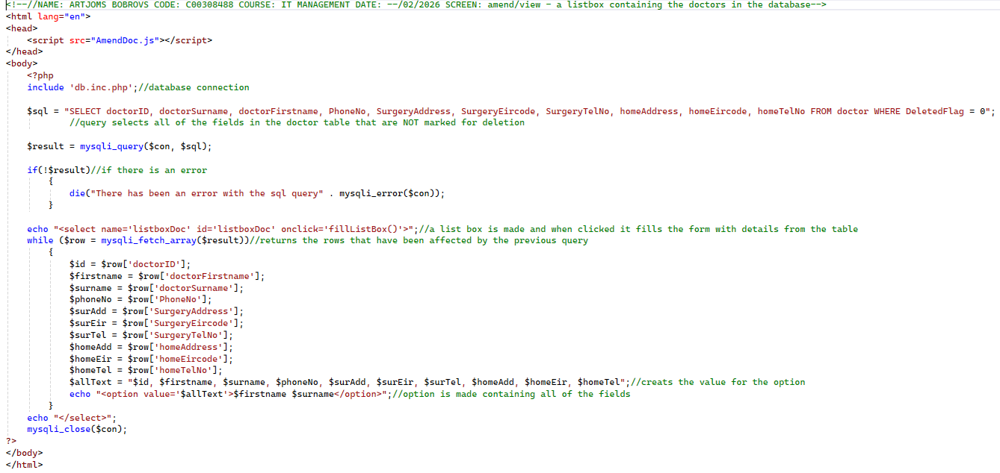 <!--//NAME: ARTJOMS BOBROVS CODE: C00308488 COURSE: IT MANAGEMENT DATE: --/02/2026 SCREEN: amend/view - a listbox containing the doctors in the database-->
<html lang="en">
<head>
    <script src="AmendDoc.js"></script>
</head>
<body>
    <?php
    include 'db.inc.php';//database connection

    $sql = "SELECT doctorID, doctorSurname, doctorFirstname, PhoneNo, SurgeryAddress, SurgeryEircode, SurgeryTelNo, homeAddress, homeEircode, homeTelNo FROM doctor WHERE DeletedFlag = 0";
            //query selects all of the fields in the doctor table that are NOT marked for deletion

    $result = mysqli_query($con, $sql);

    if(!$result)//if there is an error
        {
            die("There has been an error with the sql query" . mysqli_error($con));
        }

    echo "<select name='listboxDoc' id='listboxDoc' onclick='fillListBox()'>";//a list box is made and when clicked it fills the form with details from the table
    while ($row = mysqli_fetch_array($result))//returns the rows that have been affected by the previous query
        {
            $id = $row['doctorID'];
            $firstname = $row['doctorFirstname'];
            $surname = $row['doctorSurname'];
            $phoneNo = $row['PhoneNo'];
            $surAdd = $row['SurgeryAddress'];
            $surEir = $row['SurgeryEircode'];
            $surTel = $row['SurgeryTelNo'];
            $homeAdd = $row['homeAddress'];
            $homeEir = $row['homeEircode'];
            $homeTel = $row['homeTelNo'];
            $allText = "$id, $firstname, $surname, $phoneNo, $surAdd, $surEir, $surTel, $homeAdd, $homeEir, $homeTel";//creats the value for the option
            echo "<option value='$allText'>$firstname $surname</option>";//option is made containing all of the fields
        }
    echo "</select>";
    mysqli_close($con);
?>
</body>
</html>